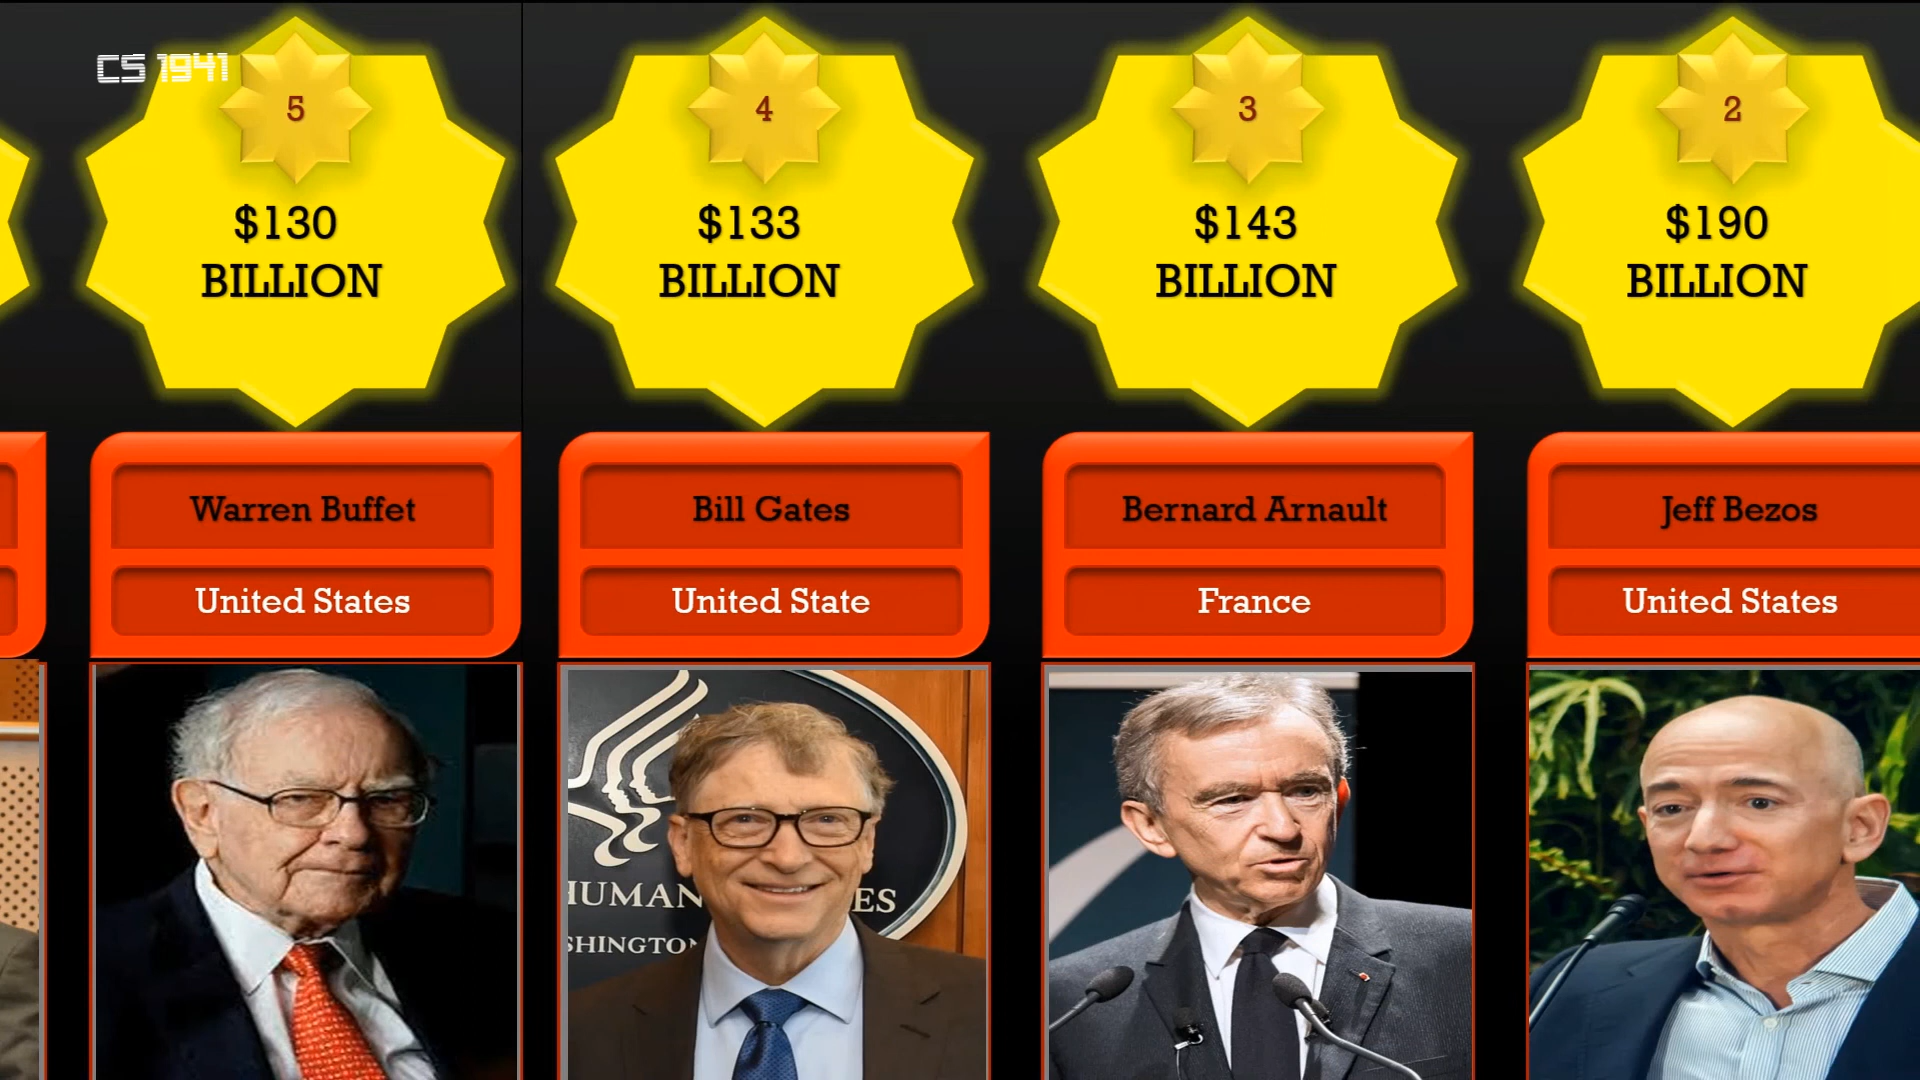 CS 1941
5
$130
BILLION
Warren Buffet
United States
4
$133
BILLION
Bill Gates
United State
HUMAN ES
SHINGTON
3
$143
BILLION
Bernard Arnault
France
2
$190
BILLION
Jeff Bezos
United States